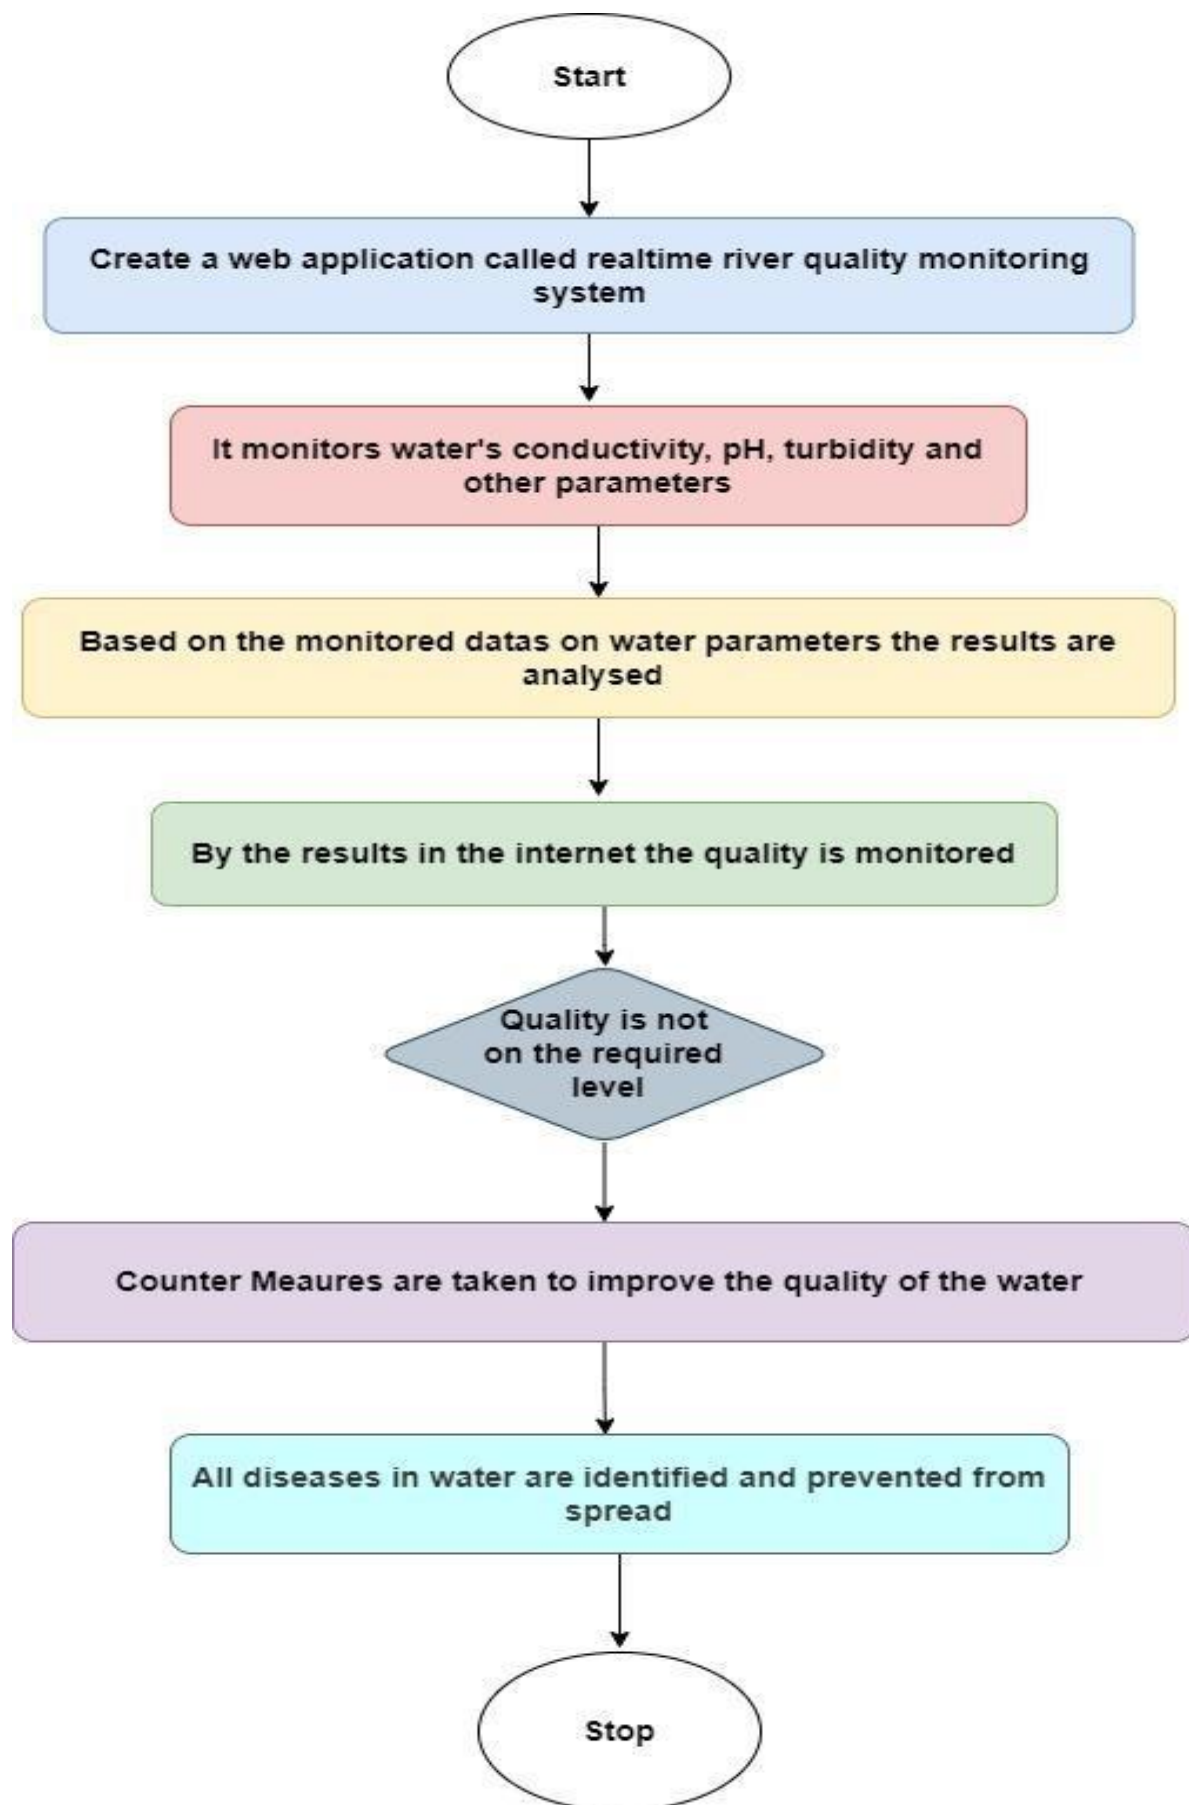 Start
Create a web application called realtime river quality monitoring
system
It monitors water's conductivity, pH, turbidity and
other parameters
Based on the monitored datas on water parameters the results are
analysed
By the results in the internet the quality is monitored
Quality is not
on the required
level
Counter Meaures are taken to improve the quality of the water
All diseases in water are identified and prevented from
spread
Stop